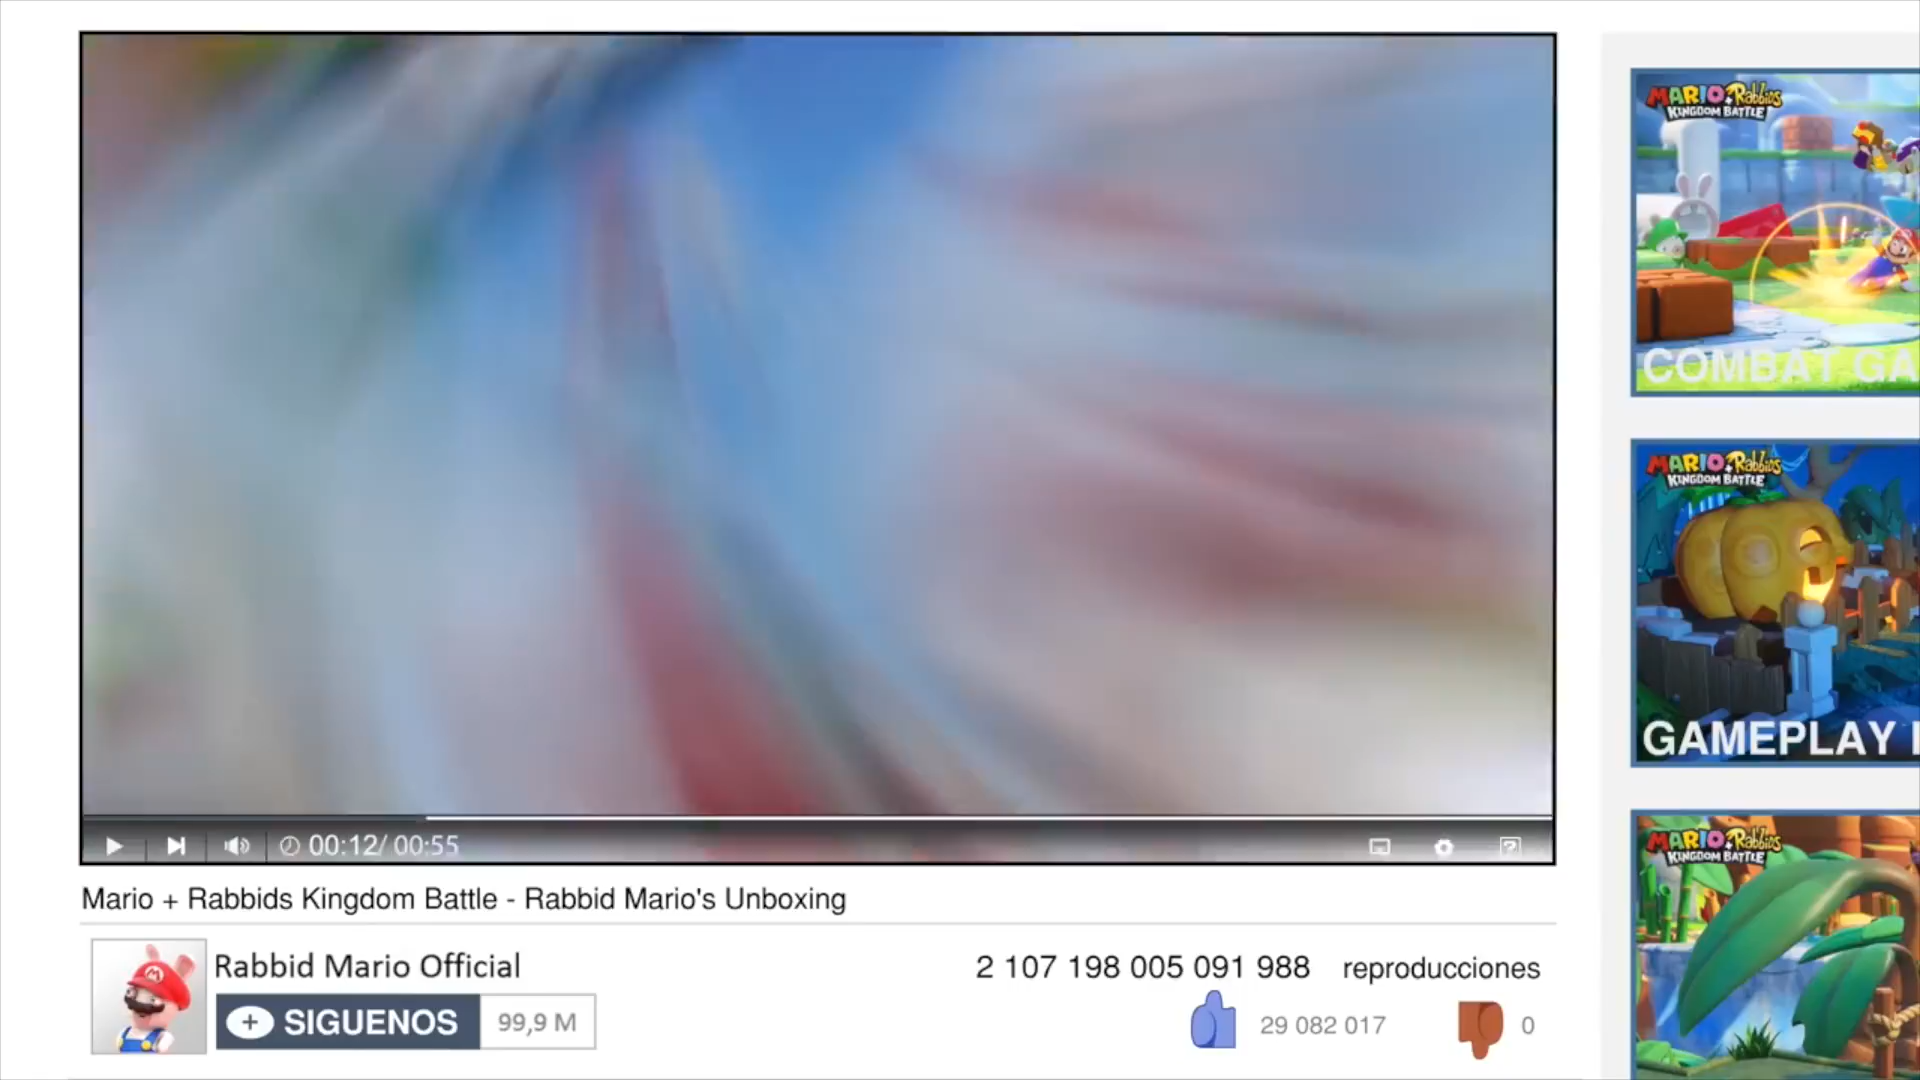 MARIO + Rabbids
KINGDOM BATTLE
COMBAT GA
MARIO + Rabbids
KINGDOM BATTLE
GAMEPLAY
MARIO + Rabbids
KINGDOM BATTLE
00:12/ 00:55
Mario + Rabbids Kingdom Battle - Rabbid Mario's Unboxing
Rabbid Mario Official
2 107 198 005 091 988 reproducciones
+ SIGUENOS 99,9 M
29 082 017 0